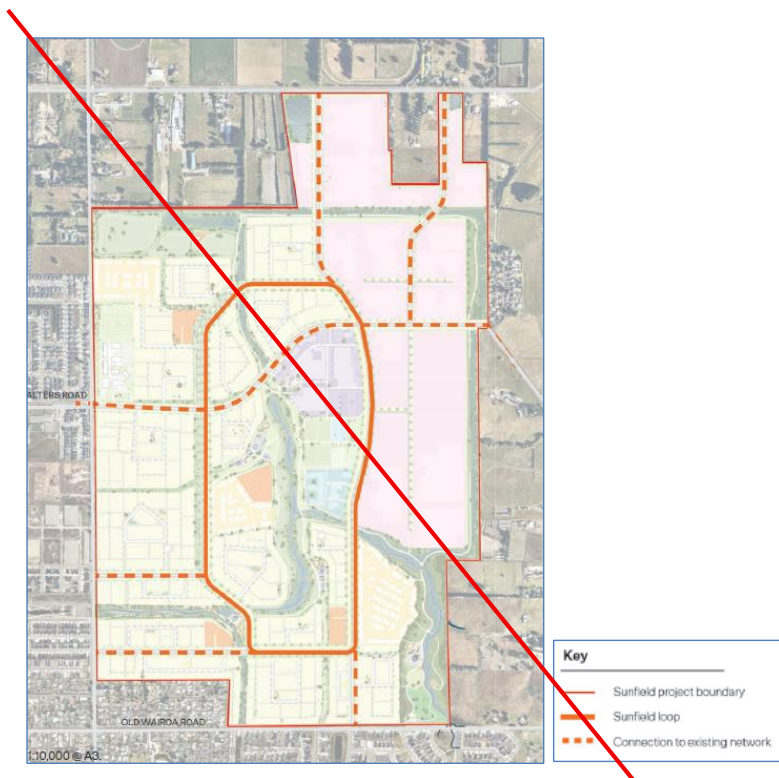 ALTERS ROAD
OLD WAIROA ROAD
1:10,000 @ A3
Key
Sunfield project boundary
Sunfield loop
Connection to existing network